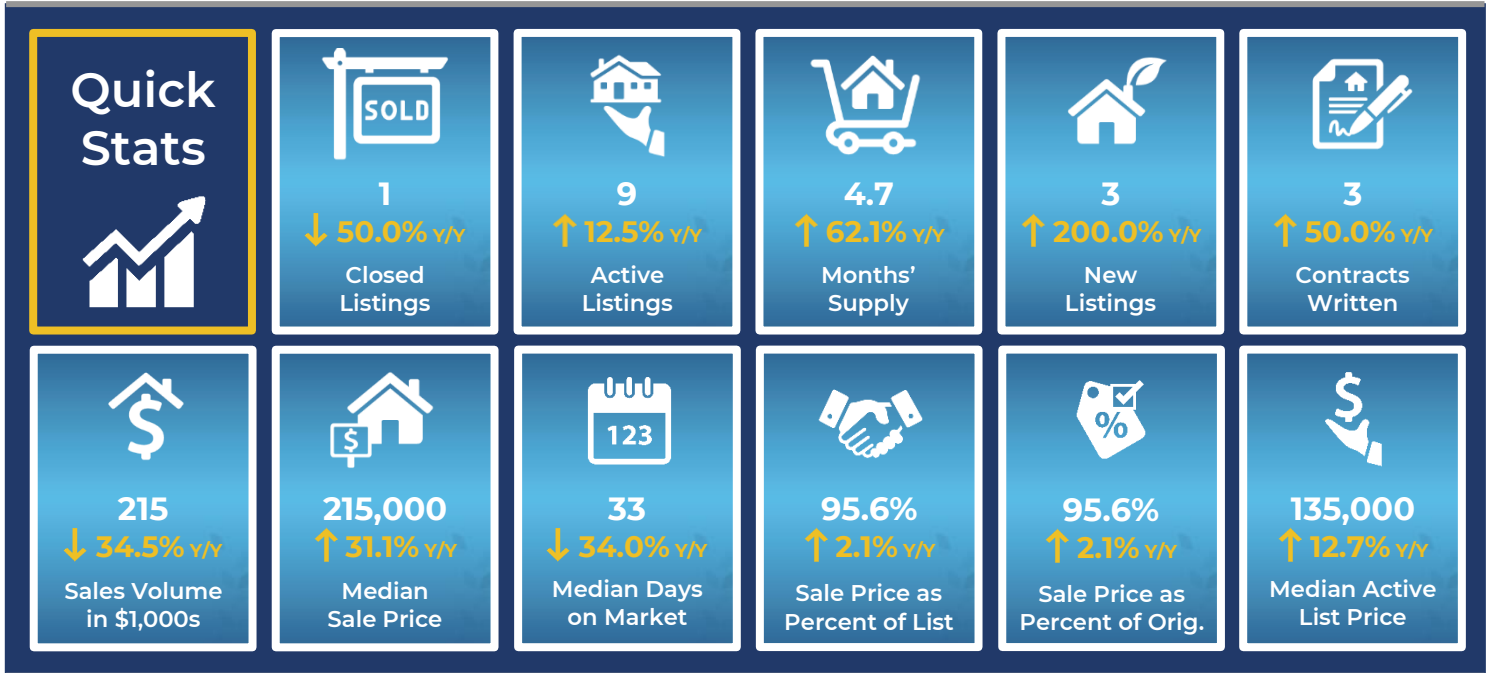 Quick
Stats
SOLD
1
↓ 50.0% Y/Y
Closed
Listings
9
↑ 12.5% Y/Y
Active
Listings
4.7
↑ 62.1% Y/Y
Months’
Supply
3
↑ 200.0% Y/Y
New
Listings
3
↑ 50.0% Y/Y
Contracts
Written
$
215
↓ 34.5% Y/Y
Sales Volume
in $1,000s
$
215,000
↑ 31.1% Y/Y
Median
Sale Price
123
33
↓ 34.0% Y/Y
Median Days
on Market
95.6%
↑ 2.1% Y/Y
Sale Price as
Percent of List
%
95.6%
↑ 2.1% Y/Y
Sale Price as
Percent of Orig.
$
135,000
↑ 12.7% Y/Y
Median Active
List Price